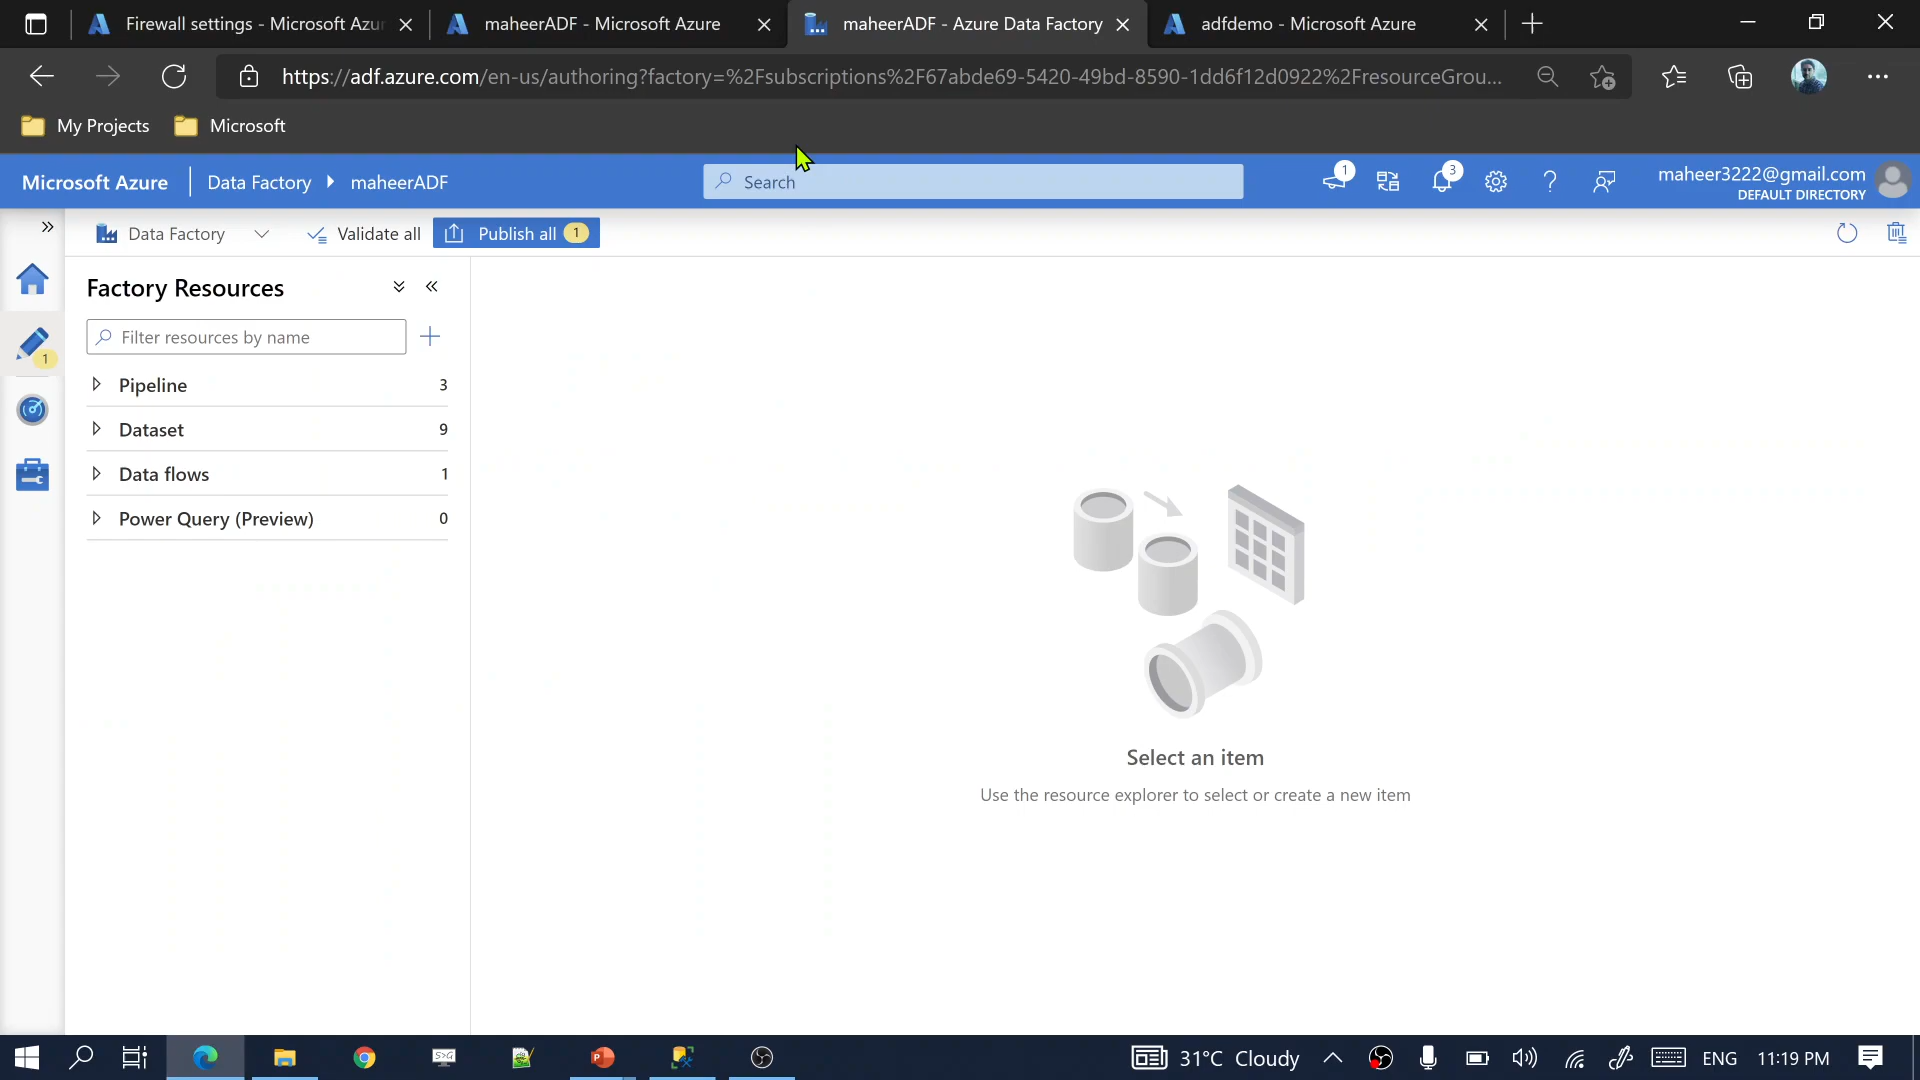 Firewall settings - Microsoft Azur
maheerADF - Microsoft Azure
maheerADF - Azure Data Factory
adfdemo - Microsoft Azure
https://adf.azure.com/en-us/authoring?factory=%2Fsubscriptions%2F67abde69-5420-49bd-8590-1dd6f12d0922%2FresourceGrou...
My Projects
Microsoft
Microsoft Azure
Data Factory
maheerADF
Search
1
3
maheer3222@gmail.com
DEFAULT DIRECTORY
Data Factory
Validate all
Publish all 1
Factory Resources
Filter resources by name
1
Pipeline 3
Dataset 9
Data flows 1
Power Query (Preview) 0
Select an item
Use the resource explorer to select or create a new item
31°C Cloudy
ENG
11:19 PM